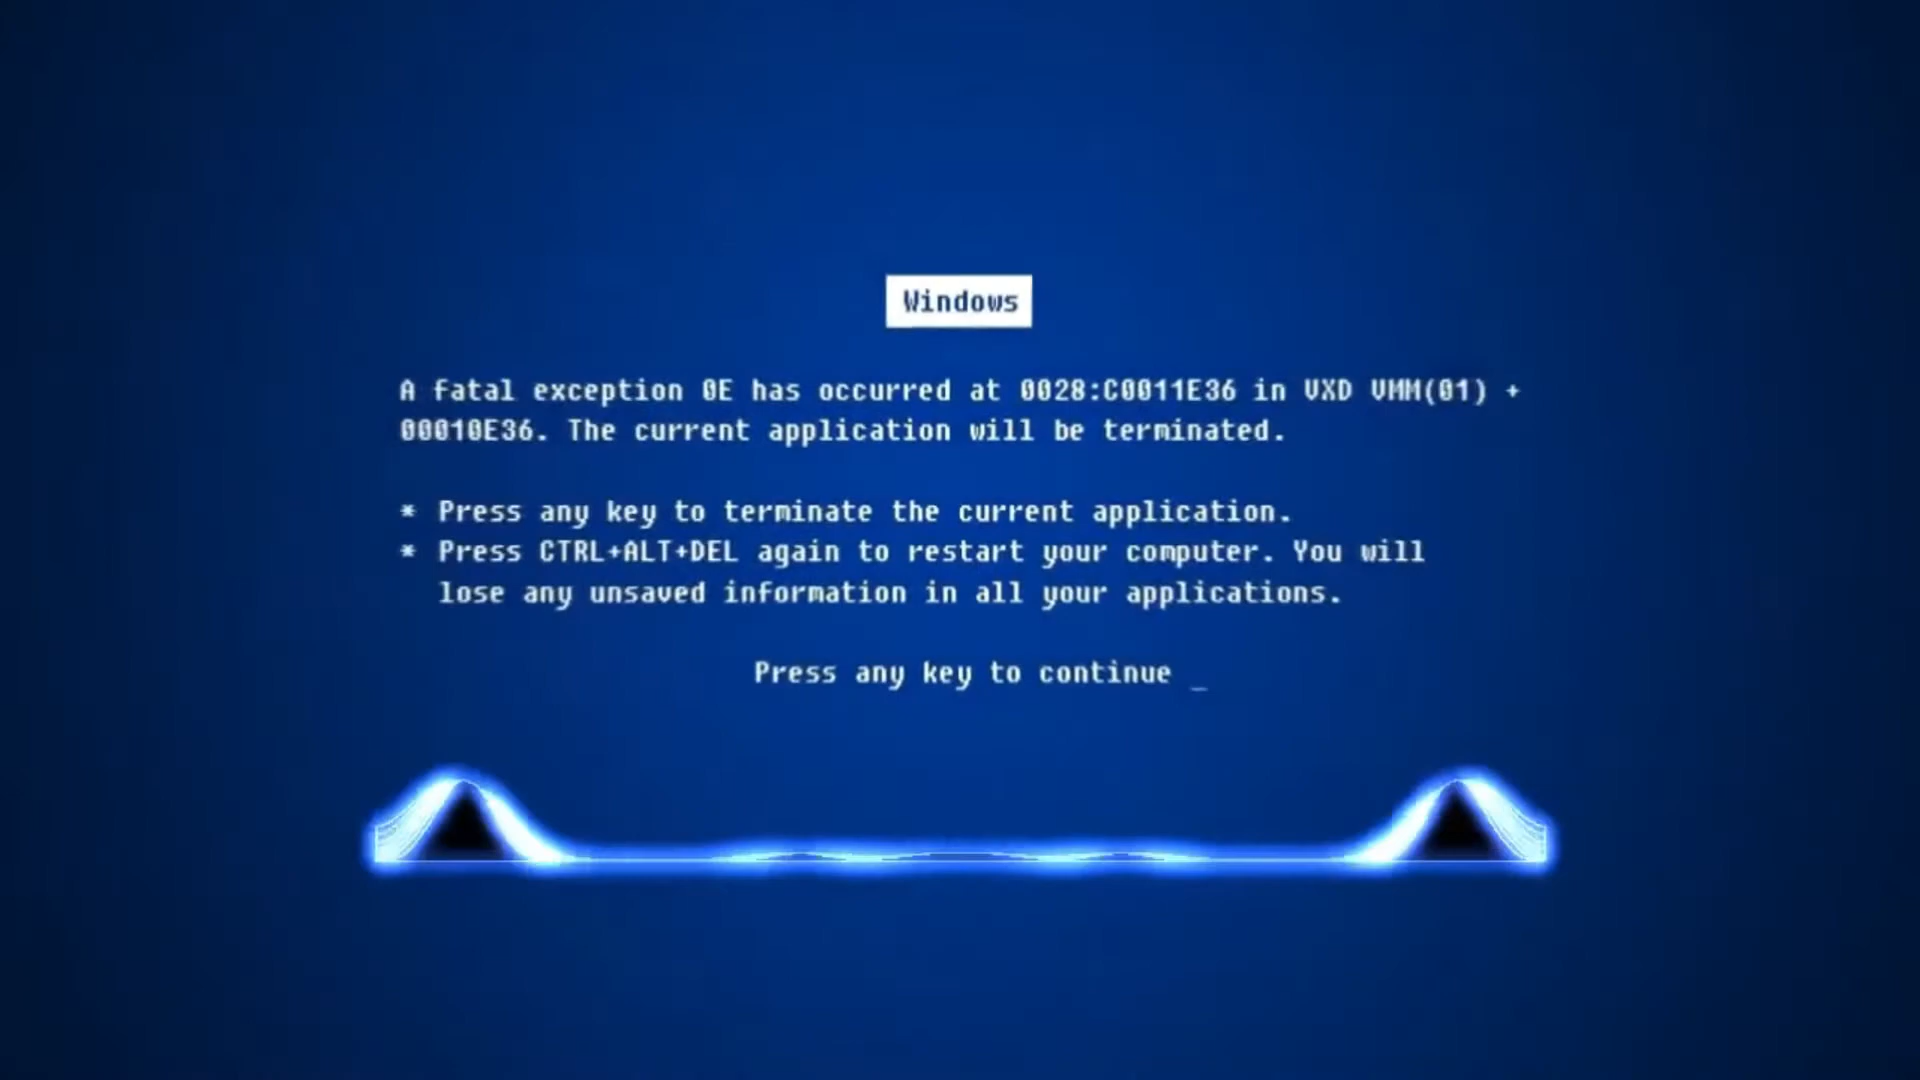 Windows
A fatal exception 0E has occurred at 0028:C0011E36 in VXD VMM(01) +
00010E36. The current application will be terminated.
* Press any key to terminate the current application.
* Press CTRL+ALT+DEL again to restart your computer. You will
lose any unsaved information in all your applications.
Press any key to continue _